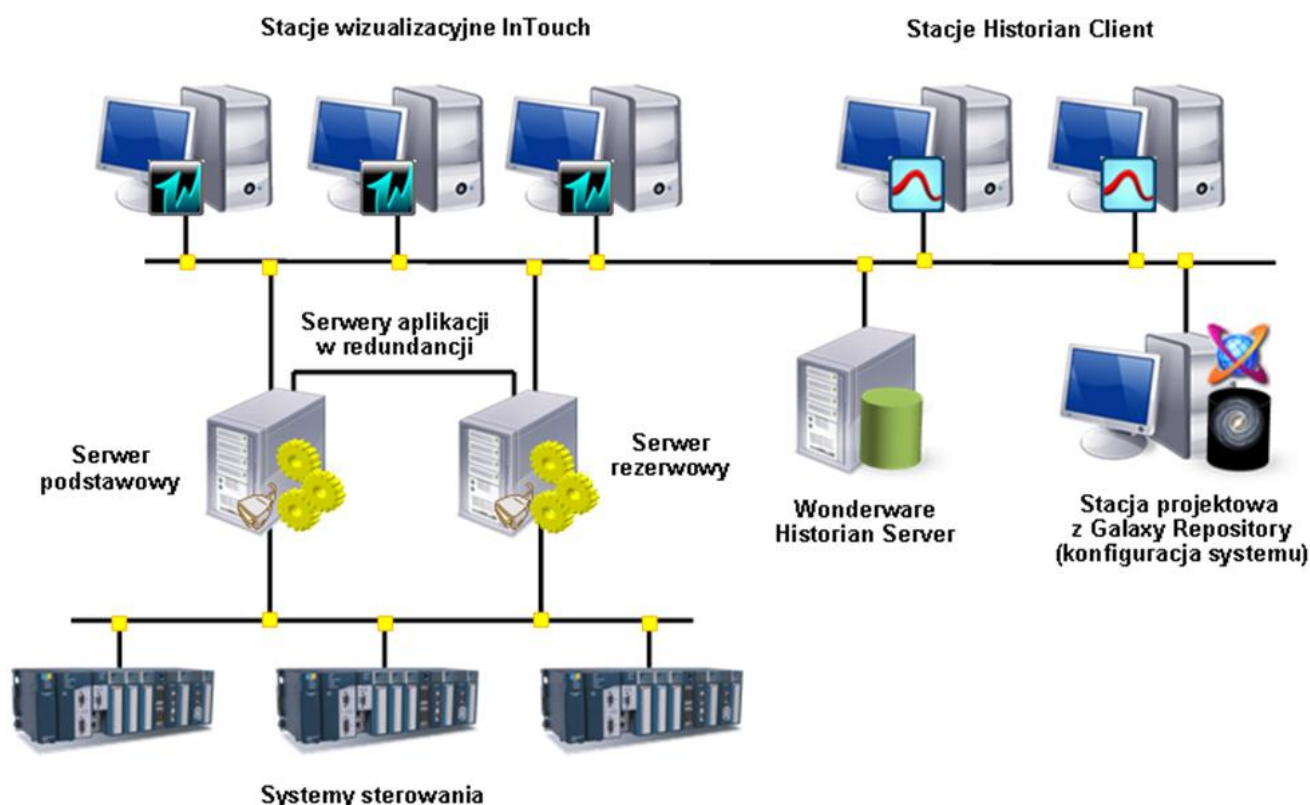 Stacje wizualizacyjne InTouch
Stacje Historian Client
Serwery aplikacji
w redundancji
Serwer
podstawowy
Serwer
rezerwowy
Wonderware
Historian Server
Stacja projektowa
z Galaxy Repository
(konfiguracja systemu)
Systemy sterowania